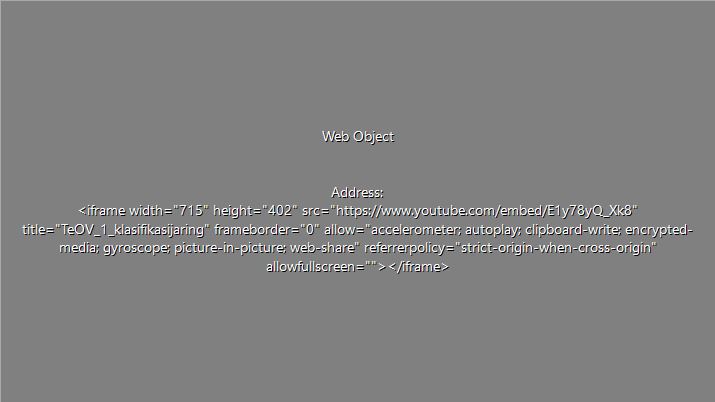 Web Object
Address:
<iframe width="715" height="402" src="https://www.youtube.com/embed/E1y78yQ_Xk8"
title="TeOV_1_klasifikasijaring" frameborder="0" allow="accelerometer; autoplay; clipboard-write; encrypted-
media; gyroscope; picture-in-picture; web-share" referrerpolicy="strict-origin-when-cross-origin"
allowfullscreen=""></iframe>